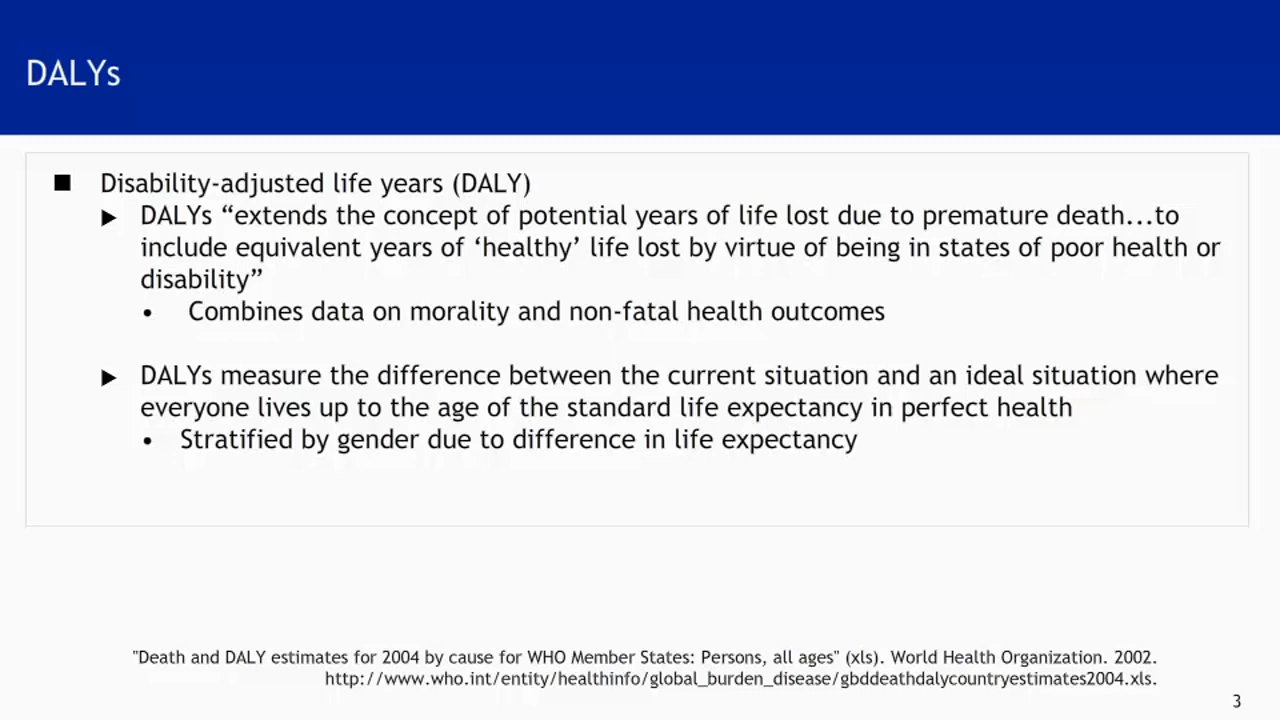 DALYs
■ Disability-adjusted life years (DALY)
▶ DALYs “extends the concept of potential years of life lost due to premature death...to
include equivalent years of ‘healthy’ life lost by virtue of being in states of poor health or
disability”
• Combines data on morality and non-fatal health outcomes
▶ DALYs measure the difference between the current situation and an ideal situation where
everyone lives up to the age of the standard life expectancy in perfect health
• Stratified by gender due to difference in life expectancy
"Death and DALY estimates for 2004 by cause for WHO Member States: Persons, all ages" (xls). World Health Organization. 2002.
http://www.who.int/entity/healthinfo/global_burden_disease/gbddeathdalycountryestimates2004.xls.
3